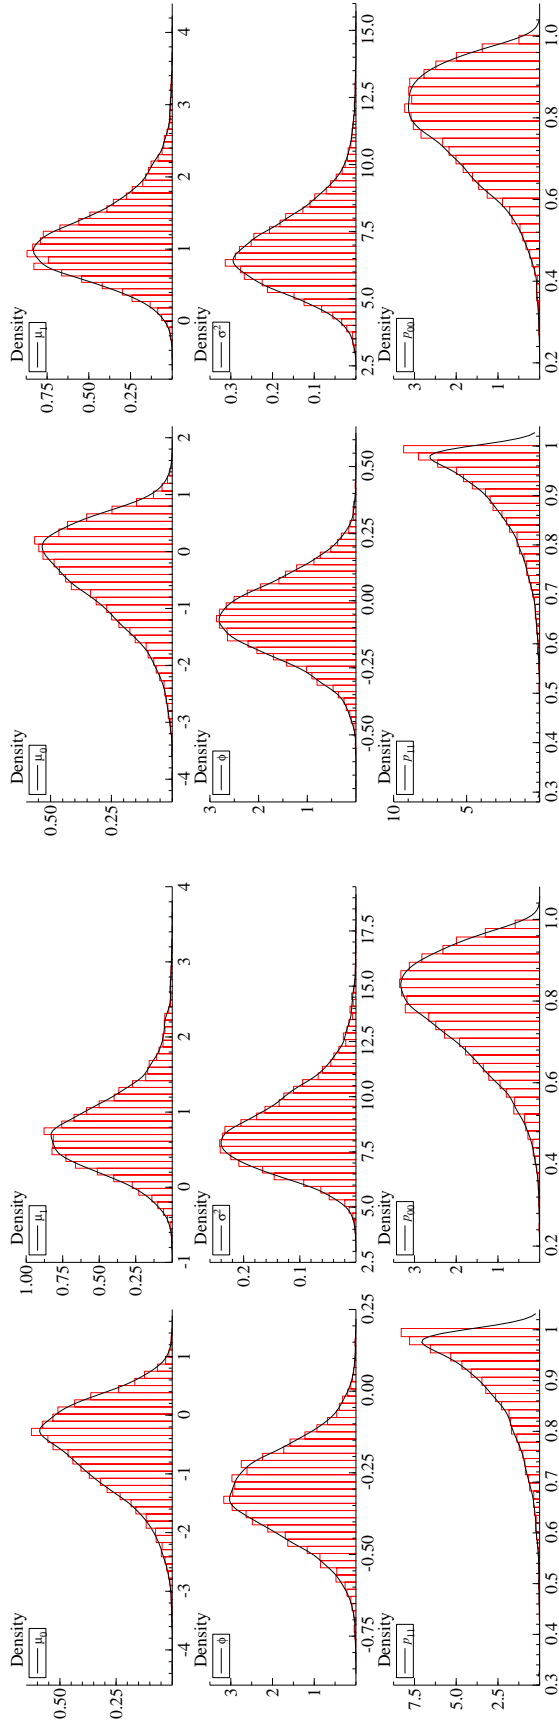 Density
μ₀
0.50
0.25
-4 -3 -2 -1 0 1
Density
μ₁
1.00
0.75
0.50
0.25
-1 0 1 2 3 4
Density
μ₀
0.50
0.25
-4 -3 -2 -1 0 1 2
Density
μ₁
0.75
0.50
0.25
0 1 2 3 4
Density
φ
3
2
1
-0.75 -0.50 -0.25 0.00 0.25
Density
σ²
0.2
0.1
2.5 5.0 7.5 10.0 12.5 15.0 17.5
Density
φ
3
2
1
-0.50 -0.25 0.00 0.25 0.50
Density
σ²
0.3
0.2
0.1
2.5 5.0 7.5 10.0 12.5 15.0
Density
p₁₁
7.5
5.0
2.5
0.3 0.4 0.5 0.6 0.7 0.8 0.9 1
Density
p₀₀
3
2
1
0.2 0.4 0.6 0.8 1.0
Density
p₁₁
10
5
0.3 0.4 0.5 0.6 0.7 0.8 0.9 1
Density
p₀₀
3
2
1
0.2 0.4 0.6 0.8 1.0